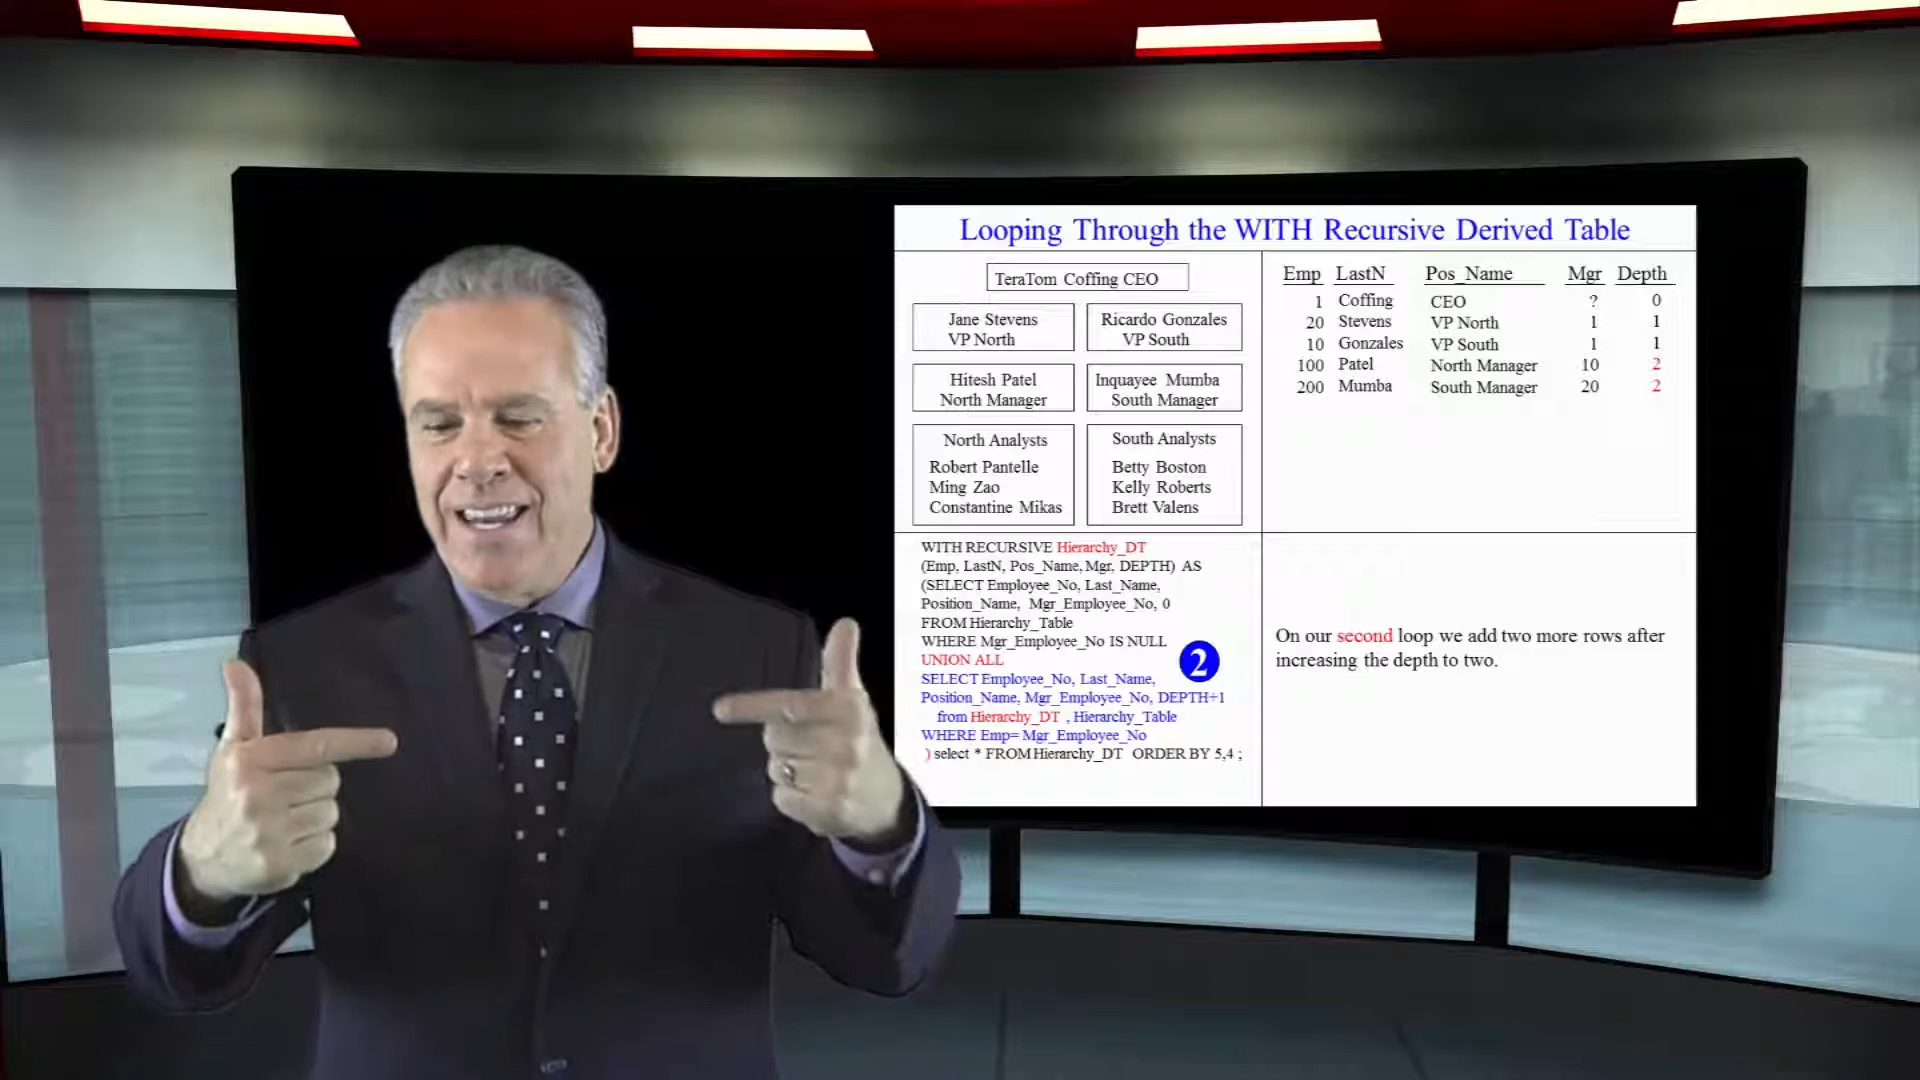 Looping Through the WITH Recursive Derived Table
TeraTom Coffing CEO
Jane Stevens
VP North
Ricardo Gonzales
VP South
Hitesh Patel
North Manager
Inquayee Mumba
South Manager
North Analysts
Robert Pantelle
Ming Zao
Constantine Mikas
South Analysts
Betty Boston
Kelly Roberts
Brett Valens
Emp LastN Pos_Name Mgr Depth
1 Coffing CEO ? 0
20 Stevens VP North 1 1
10 Gonzales VP South 1 1
100 Patel North Manager 10 2
200 Mumba South Manager 20 2
WITH RECURSIVE Hierarchy_DT
(Emp, LastN, Pos_Name, Mgr, DEPTH) AS
(SELECT Employee_No, Last_Name,
Position_Name, Mgr_Employee_No, 0
FROM Hierarchy_Table
WHERE Mgr_Employee_No IS NULL
UNION ALL
SELECT Employee_No, Last_Name,
Position_Name, Mgr_Employee_No, DEPTH+1
from Hierarchy_DT , Hierarchy_Table
WHERE Emp= Mgr_Employee_No
) select * FROM Hierarchy_DT ORDER BY 5,4 ;
2
On our second loop we add two more rows after
increasing the depth to two.